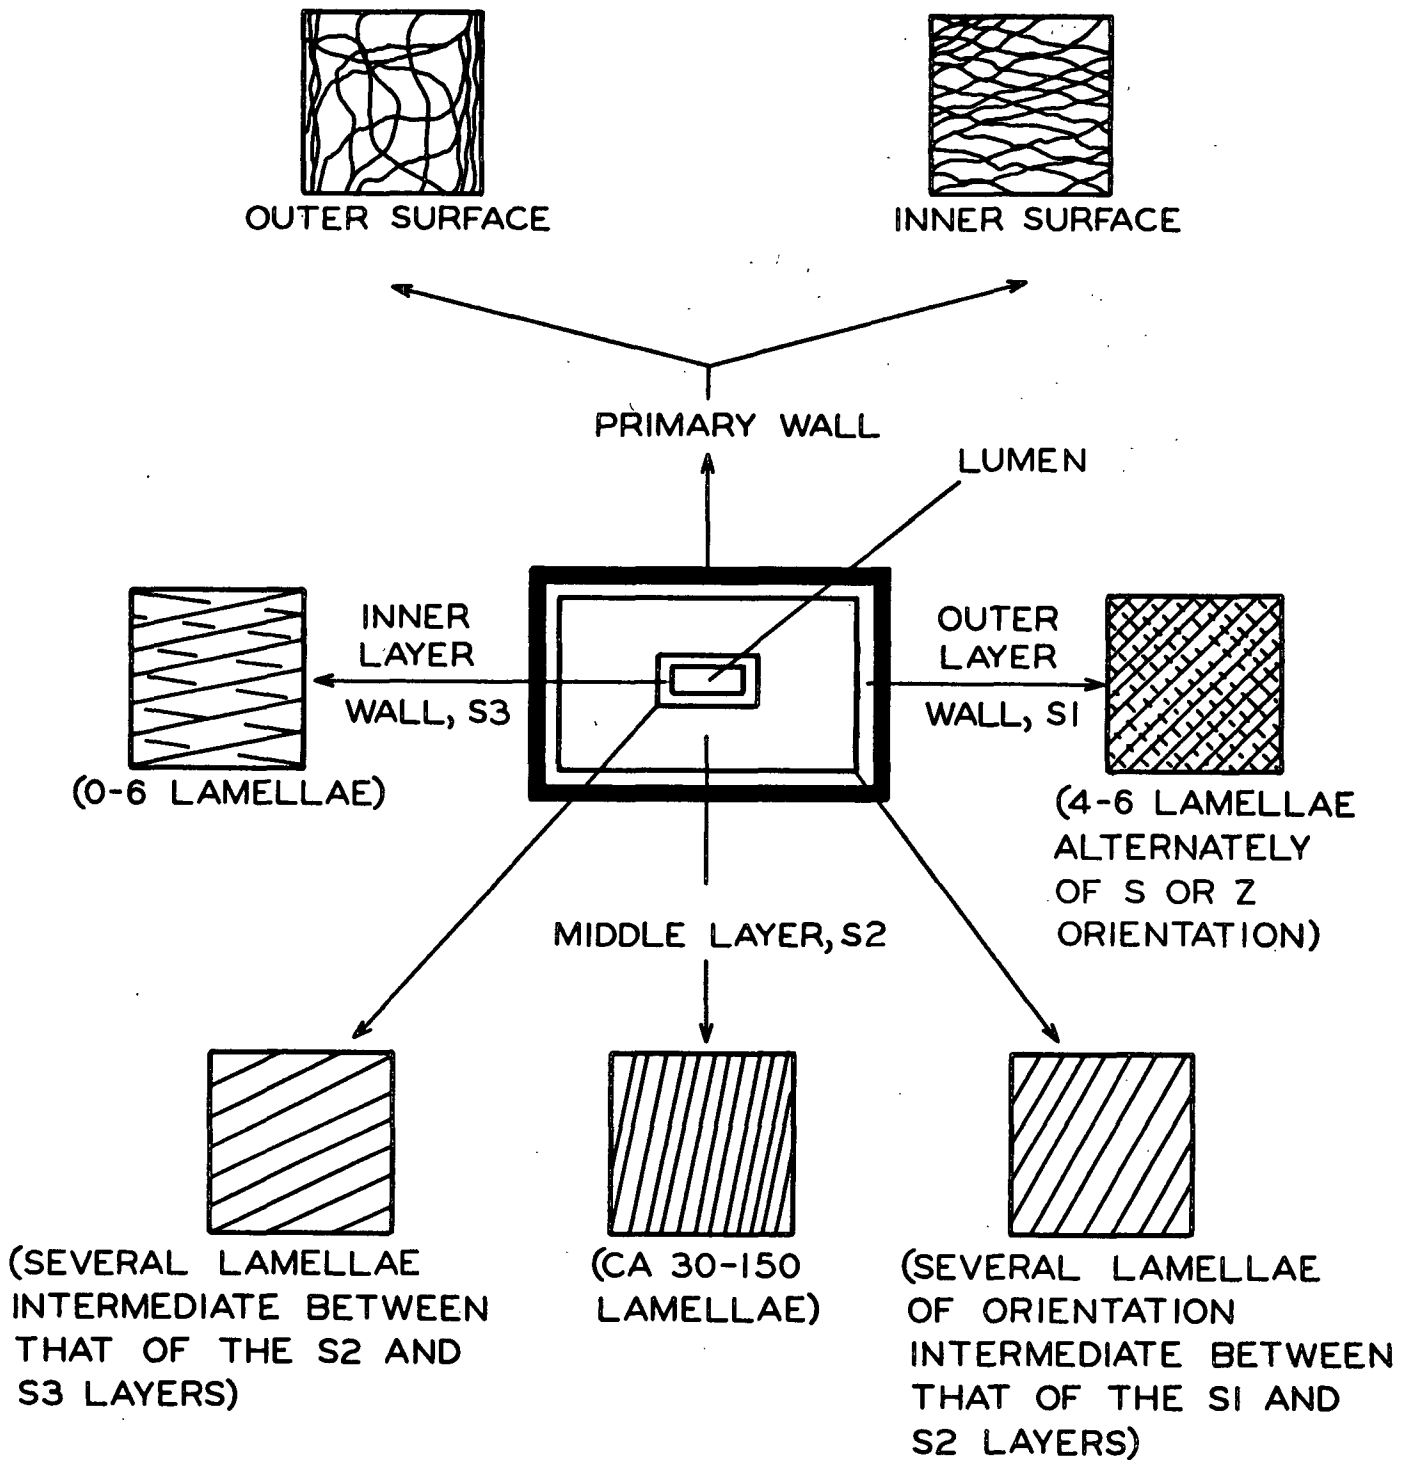 OUTER SURFACE
INNER SURFACE
PRIMARY WALL
LUMEN
INNER
LAYER
WALL, S3
(0-6 LAMELLAE)
OUTER
LAYER
WALL, S1
(4-6 LAMELLAE
ALTERNATELY
OF S OR Z
ORIENTATION)
MIDDLE LAYER, S2
(SEVERAL LAMELLAE
INTERMEDIATE BETWEEN
THAT OF THE S2 AND
S3 LAYERS)
(CA 30-150
LAMELLAE)
(SEVERAL LAMELLAE
OF ORIENTATION
INTERMEDIATE BETWEEN
THAT OF THE S1 AND
S2 LAYERS)